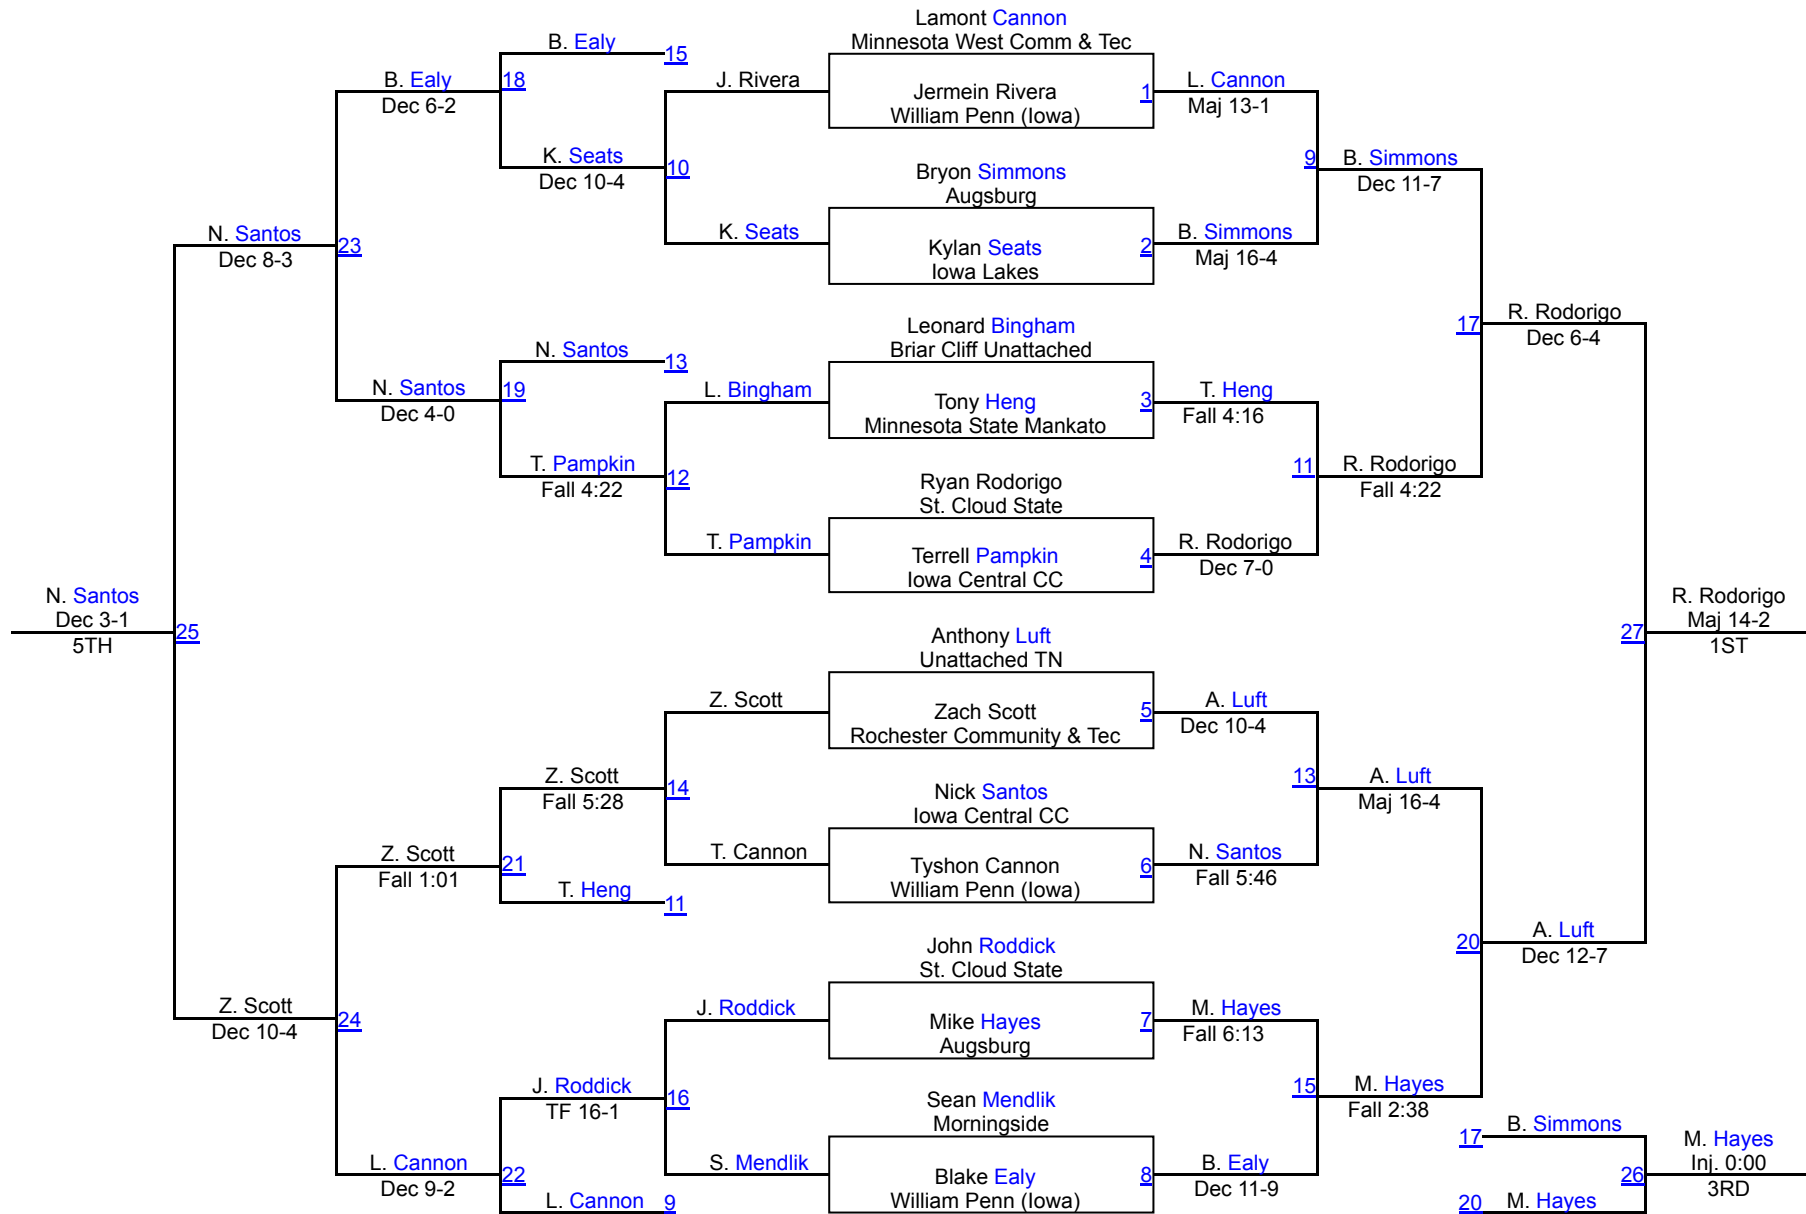 Lamont Cannon
Minnesota West Comm & Tec
Jermein Rivera
William Penn (Iowa)
1
Bryon Simmons
Augsburg
Kylan Seats
Iowa Lakes
2
Leonard Bingham
Briar Cliff Unattached
Tony Heng
Minnesota State Mankato
3
Ryan Rodorigo
St. Cloud State
Terrell Pampkin
Iowa Central CC
4
Anthony Luft
Unattached TN
Zach Scott
Rochester Community & Tec
5
Nick Santos
Iowa Central CC
Tyshon Cannon
William Penn (Iowa)
6
John Roddick
St. Cloud State
Mike Hayes
Augsburg
7
Sean Mendlik
Morningside
Blake Ealy
William Penn (Iowa)
8
L. Cannon
Maj 13-1
B. Simmons
Maj 16-4
T. Heng
Fall 4:16
R. Rodorigo
Dec 7-0
A. Luft
Dec 10-4
N. Santos
Fall 5:46
M. Hayes
Fall 6:13
B. Ealy
Dec 11-9
9
B. Simmons
Dec 11-7
11
R. Rodorigo
Fall 4:22
13
A. Luft
Maj 16-4
15
M. Hayes
Fall 2:38
17
R. Rodorigo
Dec 6-4
20
A. Luft
Dec 12-7
27
R. Rodorigo
Maj 14-2
1ST
17
B. Simmons
20
M. Hayes
26
M. Hayes
Inj. 0:00
3RD
J. Rivera
K. Seats
L. Bingham
T. Pampkin
Z. Scott
T. Cannon
J. Roddick
S. Mendlik
B. Ealy
15
K. Seats
Dec 10-4
10
N. Santos
13
T. Pampkin
Fall 4:22
12
Z. Scott
Fall 5:28
14
T. Heng
11
J. Roddick
TF 16-1
16
L. Cannon
9
B. Ealy
Dec 6-2
18
N. Santos
Dec 4-0
19
Z. Scott
Fall 1:01
21
L. Cannon
Dec 9-2
22
N. Santos
Dec 8-3
23
Z. Scott
Dec 10-4
24
N. Santos
Dec 3-1
5TH
25